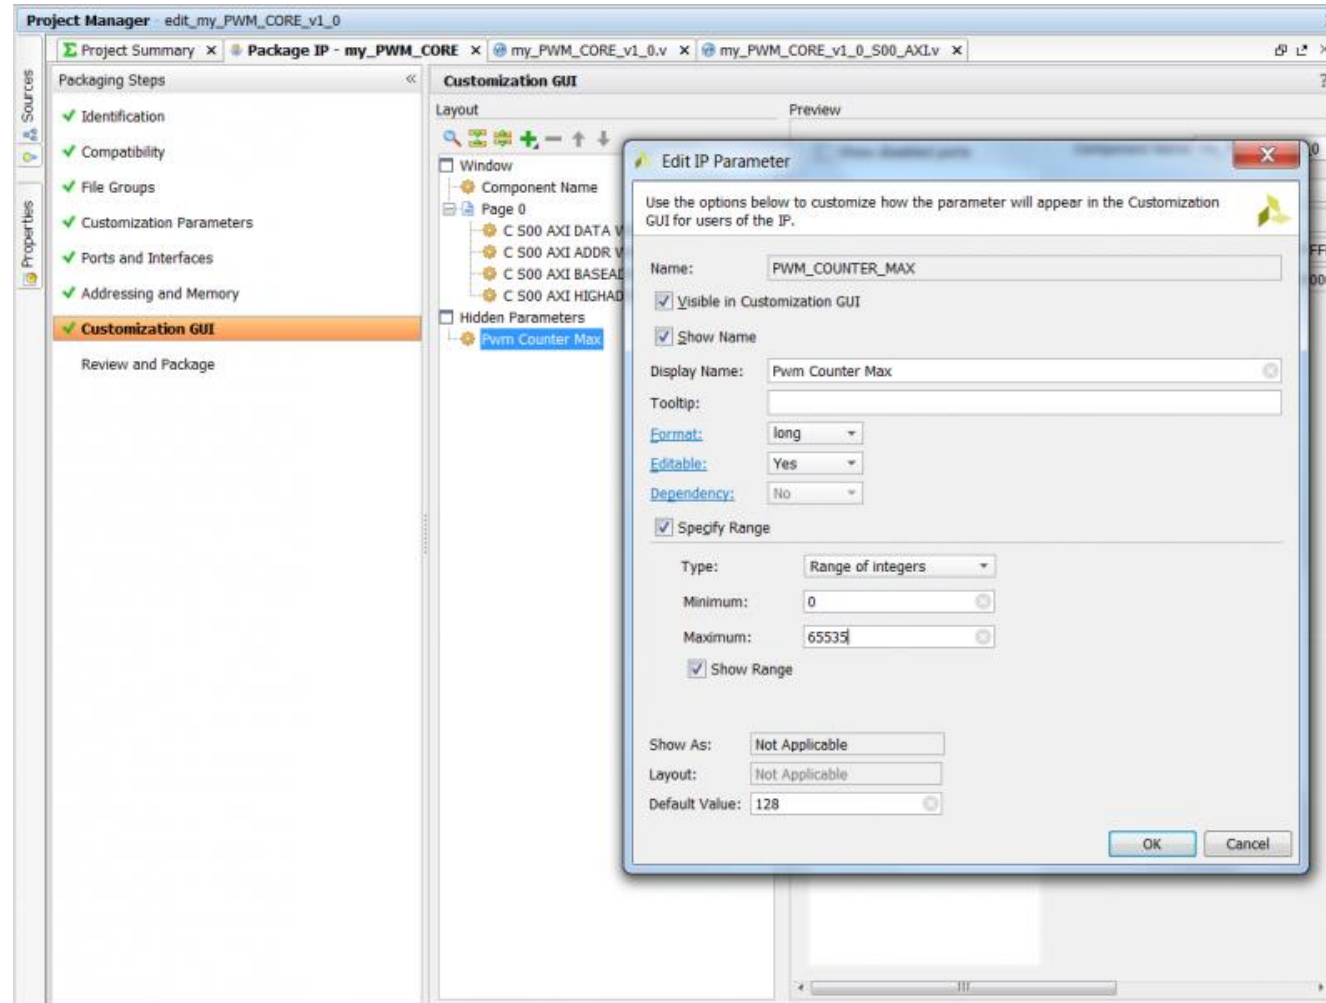 Project Manager - edit_my_PWM_CORE_v1_0
Project Summary × Package IP - my_PWM_CORE × my_PWM_CORE_v1_0.v × my_PWM_CORE_v1_0_S00_AXI.v ×
Sources
Properties
Packaging Steps «
Identification
Compatibility
File Groups
Customization Parameters
Ports and Interfaces
Addressing and Memory
Customization GUI
Review and Package
Customization GUI ?
Layout
Window
Component Name
Page 0
C S00 AXI DATA W
C S00 AXI ADDR W
C S00 AXI BASEAD
C S00 AXI HIGHAD
Hidden Parameters
Pwm Counter Max
Preview
Edit IP Parameter
Use the options below to customize how the parameter will appear in the Customization
GUI for users of the IP.
Name: PWM_COUNTER_MAX
Visible in Customization GUI
Show Name
Display Name: Pwm Counter Max
Tooltip:
Format: long
Editable: Yes
Dependency: No
Specify Range
Type: Range of integers
Minimum: 0
Maximum: 65535
Show Range
Show As: Not Applicable
Layout: Not Applicable
Default Value: 128
OK Cancel